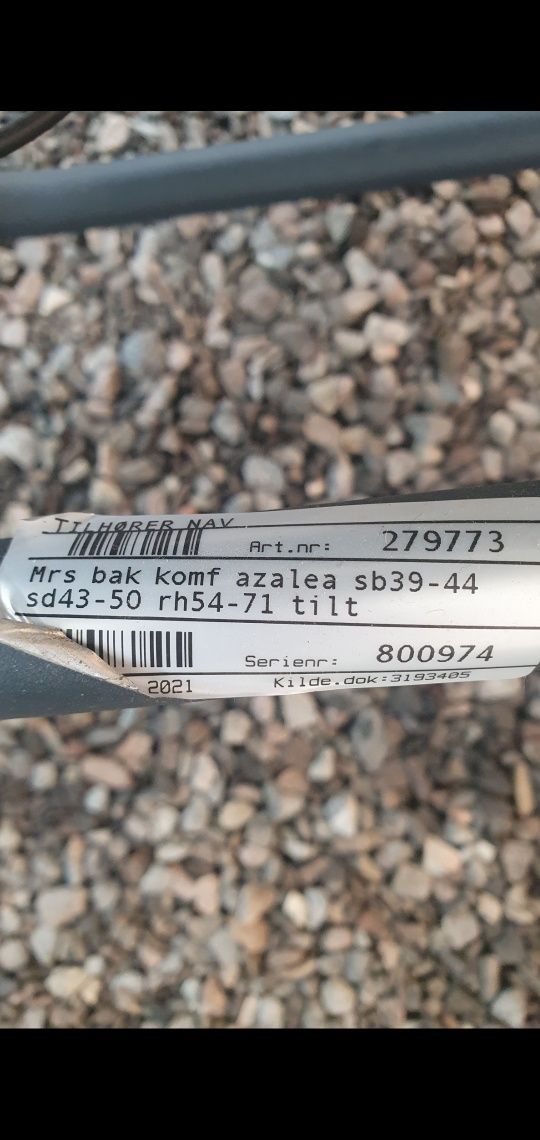 TILHØRER NAV
Art.nr: 279773
Mrs bak komf azalea sb39-44
sd43-50 rh54-71 tilt
Serienr: 800974
2021 Kilde.dok:3193405